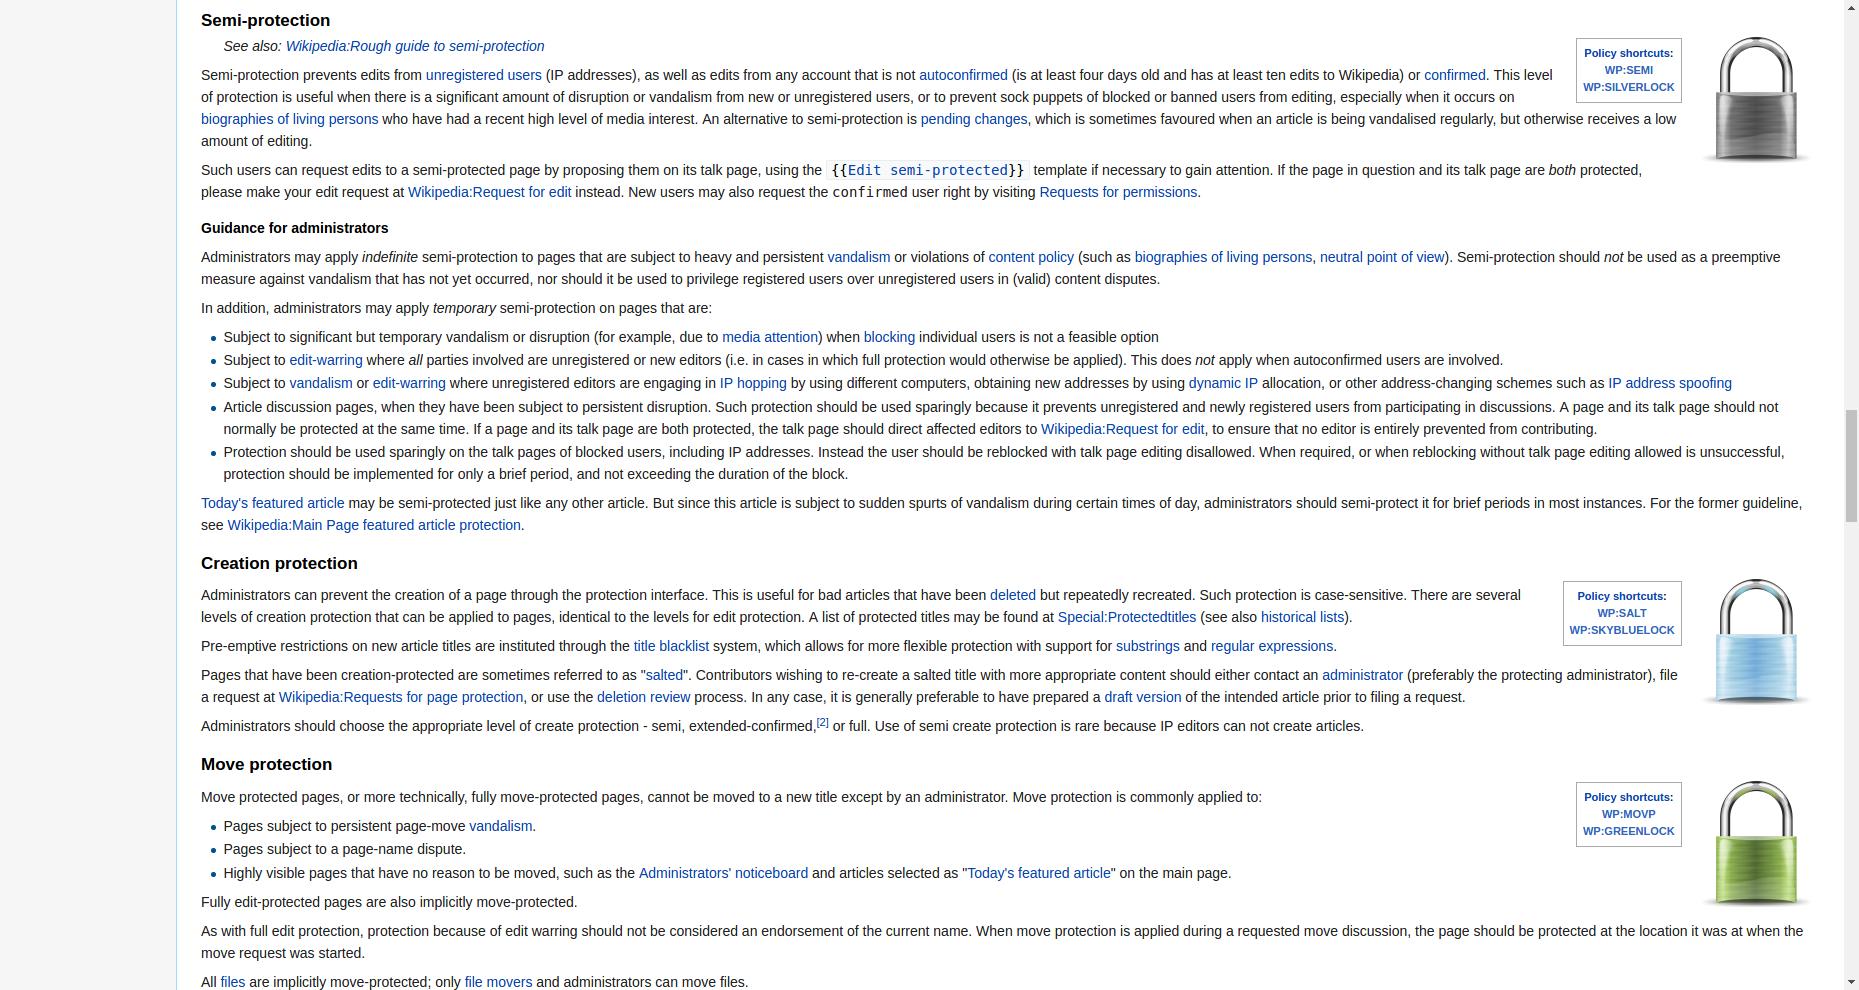 Semi-protection
See also: Wikipedia:Rough guide to semi-protection
Policy shortcuts:
WP:SEMI
WP:SILVERLOCK
Semi-protection prevents edits from unregistered users (IP addresses), as well as edits from any account that is not autoconfirmed (is at least four days old and has at least ten edits to Wikipedia) or confirmed. This level
of protection is useful when there is a significant amount of disruption or vandalism from new or unregistered users, or to prevent sock puppets of blocked or banned users from editing, especially when it occurs on
biographies of living persons who have had a recent high level of media interest. An alternative to semi-protection is pending changes, which is sometimes favoured when an article is being vandalised regularly, but otherwise receives a low
amount of editing.
Such users can request edits to a semi-protected page by proposing them on its talk page, using the {{Edit semi-protected}} template if necessary to gain attention. If the page in question and its talk page are both protected,
please make your edit request at Wikipedia:Request for edit instead. New users may also request the confirmed user right by visiting Requests for permissions.
Guidance for administrators
Administrators may apply indefinite semi-protection to pages that are subject to heavy and persistent vandalism or violations of content policy (such as biographies of living persons, neutral point of view). Semi-protection should not be used as a preemptive
measure against vandalism that has not yet occurred, nor should it be used to privilege registered users over unregistered users in (valid) content disputes.
In addition, administrators may apply temporary semi-protection on pages that are:
• Subject to significant but temporary vandalism or disruption (for example, due to media attention) when blocking individual users is not a feasible option
• Subject to edit-warring where all parties involved are unregistered or new editors (i.e. in cases in which full protection would otherwise be applied). This does not apply when autoconfirmed users are involved.
• Subject to vandalism or edit-warring where unregistered editors are engaging in IP hopping by using different computers, obtaining new addresses by using dynamic IP allocation, or other address-changing schemes such as IP address spoofing
• Article discussion pages, when they have been subject to persistent disruption. Such protection should be used sparingly because it prevents unregistered and newly registered users from participating in discussions. A page and its talk page should not
normally be protected at the same time. If a page and its talk page are both protected, the talk page should direct affected editors to Wikipedia:Request for edit, to ensure that no editor is entirely prevented from contributing.
• Protection should be used sparingly on the talk pages of blocked users, including IP addresses. Instead the user should be reblocked with talk page editing disallowed. When required, or when reblocking without talk page editing allowed is unsuccessful,
protection should be implemented for only a brief period, and not exceeding the duration of the block.
Today's featured article may be semi-protected just like any other article. But since this article is subject to sudden spurts of vandalism during certain times of day, administrators should semi-protect it for brief periods in most instances. For the former guideline,
see Wikipedia:Main Page featured article protection.
Creation protection
Policy shortcuts:
WP:SALT
WP:SKYBLUELOCK
Administrators can prevent the creation of a page through the protection interface. This is useful for bad articles that have been deleted but repeatedly recreated. Such protection is case-sensitive. There are several
levels of creation protection that can be applied to pages, identical to the levels for edit protection. A list of protected titles may be found at Special:Protectedtitles (see also historical lists).
Pre-emptive restrictions on new article titles are instituted through the title blacklist system, which allows for more flexible protection with support for substrings and regular expressions.
Pages that have been creation-protected are sometimes referred to as "salted". Contributors wishing to re-create a salted title with more appropriate content should either contact an administrator (preferably the protecting administrator), file
a request at Wikipedia:Requests for page protection, or use the deletion review process. In any case, it is generally preferable to have prepared a draft version of the intended article prior to filing a request.
Administrators should choose the appropriate level of create protection - semi, extended-confirmed,[2] or full. Use of semi create protection is rare because IP editors can not create articles.
Move protection
Policy shortcuts:
WP:MOVP
WP:GREENLOCK
Move protected pages, or more technically, fully move-protected pages, cannot be moved to a new title except by an administrator. Move protection is commonly applied to:
• Pages subject to persistent page-move vandalism.
• Pages subject to a page-name dispute.
• Highly visible pages that have no reason to be moved, such as the Administrators' noticeboard and articles selected as "Today's featured article" on the main page.
Fully edit-protected pages are also implicitly move-protected.
As with full edit protection, protection because of edit warring should not be considered an endorsement of the current name. When move protection is applied during a requested move discussion, the page should be protected at the location it was at when the
move request was started.
All files are implicitly move-protected; only file movers and administrators can move files.